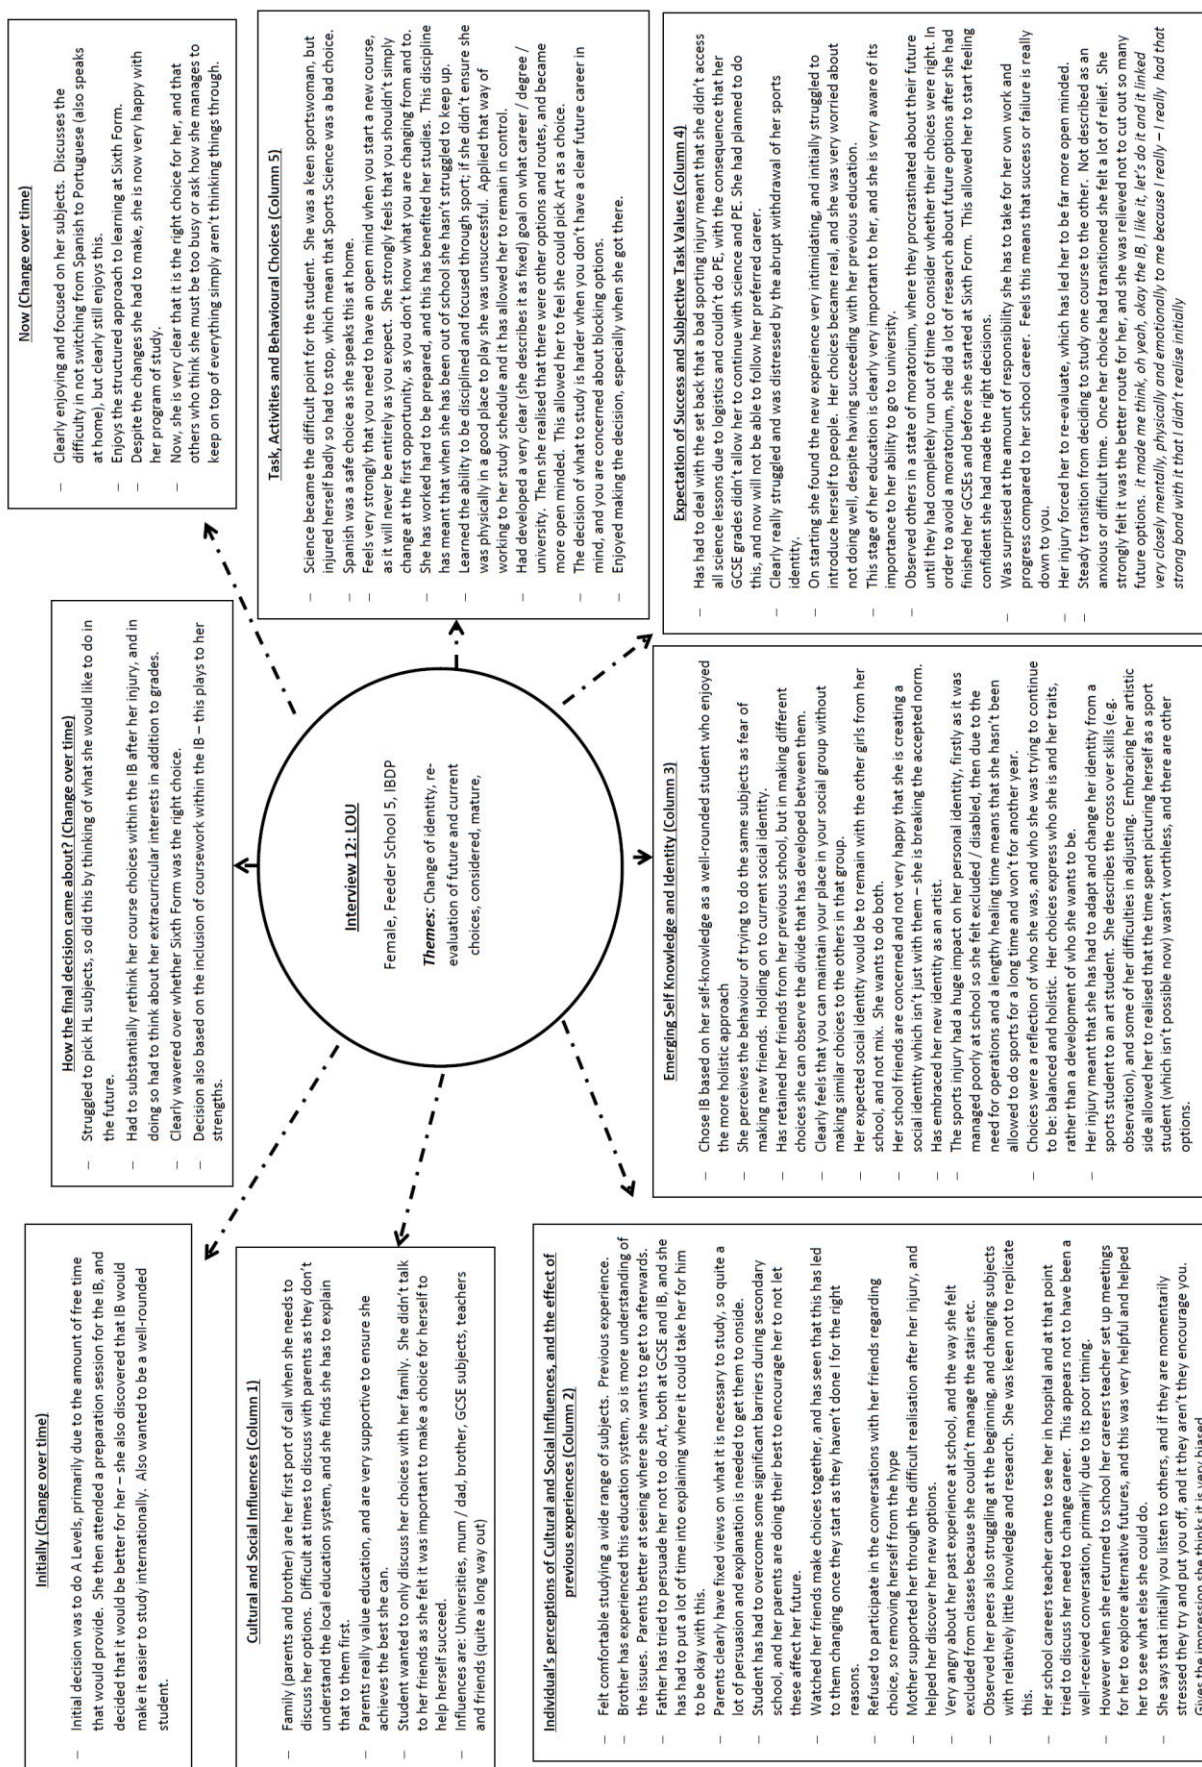 Initially (Change over time)
– Initial decision was to do A Levels, primarily due to the amount of free time
that would provide. She then attended a preparation session for the IB, and
decided that it would be better for her – she also discovered that IB would
make it easier to study internationally. Also wanted to be a well-rounded
student.
How the final decision came about? (Change over time)
– Struggled to pick HL subjects, so did this by thinking of what she would like to do in
the future.
– Had to substantially rethink her course choices within the IB after her injury, and in
doing so had to think about her extracurricular interests in addition to grades.
– Clearly wavered over whether Sixth Form was the right choice.
– Decision also based on the inclusion of coursework within the IB – this plays to her
strengths.
Now (Change over time)
– Clearly enjoying and focused on her subjects. Discusses the
difficulty in not switching from Spanish to Portuguese (also speaks
at home), but clearly still enjoys this.
– Enjoys the structured approach to learning at Sixth Form.
– Despite the changes she had to make, she is now very happy with
her program of study.
– Now, she is very clear that it is the right choice for her, and that
others who think she must be too busy or ask how she manages to
keep on top of everything simply aren't thinking things through.
Cultural and Social Influences (Column 1)
– Family (parents and brother) are her first port of call when she needs to
discuss her options. Difficult at times to discuss with parents as they don't
understand the local education system, and she finds she has to explain
that to them first.
– Parents really value education, and are very supportive to ensure she
achieves the best she can.
– Student wanted to only discuss her choices with her family. She didn't talk
to her friends as she felt it was important to make a choice for herself to
help herself succeed.
– Influences are: Universities, mum / dad, brother, GCSE subjects, teachers
and friends (quite a long way out)
Interview 12: LOU
Female, Feeder School 5, IBDP
Themes: Change of identity, re-
evaluation of future and current
choices, considered, mature,
Task, Activities and Behavioural Choices (Column 5)
– Science became the difficult point for the student. She was a keen sportswoman, but
injured herself badly so had to stop, which mean that Sports Science was a bad choice.
– Spanish was a safe choice as she speaks this at home.
– Feels very strongly that you need to have an open mind when you start a new course,
as it will never be entirely as you expect. She strongly feels that you shouldn't simply
change at the first opportunity, as you don't know what you are changing from and to.
– She has worked hard to be prepared, and this has benefited her studies. This discipline
has meant that when she has been out of school she hasn't struggled to keep up.
– Learned the ability to be disciplined and focused through sport; if she didn't ensure she
was physically in a good place to play she was unsuccessful. Applied that way of
working to her study schedule and it has allowed her to remain in control.
– Had developed a very clear (she describes it as fixed) goal on what career / degree /
university. Then she realised that there were other options and routes, and became
more open minded. This allowed her to feel she could pick Art as a choice.
– The decision of what to study is harder when you don't have a clear future career in
mind, and you are concerned about blocking options.
– Enjoyed making the decision, especially when she got there.
Individual's perceptions of Cultural and Social Influences, and the effect of
previous experiences (Column 2)
– Felt comfortable studying a wide range of subjects. Previous experience.
– Brother has experienced this education system, so is more understanding of
the issues. Parents better at seeing where she wants to get to afterwards.
– Father has tried to persuade her not to do Art, both at GCSE and IB, and she
has had to put a lot of time into explaining where it could take her for him
to be okay with this.
– Parents clearly have fixed views on what it is necessary to study, so quite a
lot of persuasion and explanation is needed to get them to onside.
– Student has had to overcome some significant barriers during secondary
school, and her parents are doing their best to encourage her to not let
these affect her future.
– Watched her friends make choices together, and has seen that this has led
to them changing once they start as they haven't done I for the right
reasons.
– Refused to participate in the conversations with her friends regarding
choice, so removing herself from the hype
– Mother supported her through the difficult realisation after her injury, and
helped her discover her new options.
– Very angry about her past experience at school, and the way she felt
excluded from classes because she couldn't manage the stairs etc.
– Observed her peers also struggling at the beginning, and changing subjects
with relatively little knowledge and research. She was keen not to replicate
this.
– Her school careers teacher came to see her in hospital and at that point
tried to discuss her need to change career. This appears not to have been a
well-received conversation, primarily due to its poor timing.
– However when she returned to school her careers teacher set up meetings
for her to explore alternative futures, and this was very helpful and helped
her to see what else she could do.
– She says that initially you listen to others, and if they are momentarily
stressed they try and put you off, and it they aren't they encourage you.
Gives the impression she thinks it is very biased
Emerging Self Knowledge and Identity (Column 3)
– Chose IB based on her self-knowledge as a well-rounded student who enjoyed
the more holistic approach
– She perceives the behaviour of trying to do the same subjects as fear of
making new friends. Holding on to current social identity.
– Has retained her friends from her previous school, but in making different
choices she can observe the divide that has developed between them.
– Clearly feels that you can maintain your place in your social group without
making similar choices to the others in that group.
– Her expected social identity would be to remain with the other girls from her
school, and not mix. She wants to do both.
– Her school friends are concerned and not very happy that she is creating a
social identity which isn't just with them – she is breaking the accepted norm.
– Has embraced her new identity as an artist.
– The sports injury had a huge impact on her personal identity, firstly as it was
managed poorly at school so she felt excluded / disabled, then due to the
need for operations and a lengthy healing time means that she hasn't been
allowed to do sports for a long time and won't for another year.
– Choices were a reflection of who she was, and who she was trying to continue
to be: balanced and holistic. Her choices express who she is and her traits,
rather than a development of who she wants to be.
– Her injury meant that she has had to adapt and change her identity from a
sports student to an art student. She describes the cross over skills (e.g.
observation), and some of her difficulties in adjusting. Embracing her artistic
side allowed her to realised that the time spent picturing herself as a sport
student (which isn't possible now) wasn't worthless, and there are other
options.
Expectation of Success and Subjective Task Values (Column 4)
– Has had to deal with the set back that a bad sporting injury meant that she didn't access
all science lessons due to logistics and couldn't do PE, with the consequence that her
GCSE grades didn't allow her to continue with science and PE. She had planned to do
this, and now will not be able to follow her preferred career.
– Clearly really struggled and was distressed by the abrupt withdrawal of her sports
identity.
– On starting she found the new experience very intimidating, and initially struggled to
introduce herself to people. Her choices became real, and she was very worried about
not doing well, despite having succeeding with her previous education.
– This stage of her education is clearly very important to her, and she is very aware of its
importance to her ability to go to university.
– Observed others in a state of moratorium, where they procrastinated about their future
until they had completely run out of time to consider whether their choices were right. In
order to avoid a moratorium, she did a lot of research about future options after she had
finished her GCSEs and before she started at Sixth Form. This allowed her to start feeling
confident she had made the right decisions.
– Was surprised at the amount of responsibility she has to take for her own work and
progress compared to her school career. Feels this means that success or failure is really
down to you.
– Her injury forced her to re-evaluate, which has led her to be far more open minded.
– Steady transition from deciding to study one course to the other. Not described as an
anxious or difficult time. Once her choice had transitioned she felt a lot of relief. She
strongly felt it was the better route for her, and she was relieved not to cut out so many
future options. it made me think, oh yeah, okay the IB, I like it, let's do it and it linked
very closely mentally, physically and emotionally to me because I really – I really had that
strong bond with it that I didn't realise initially